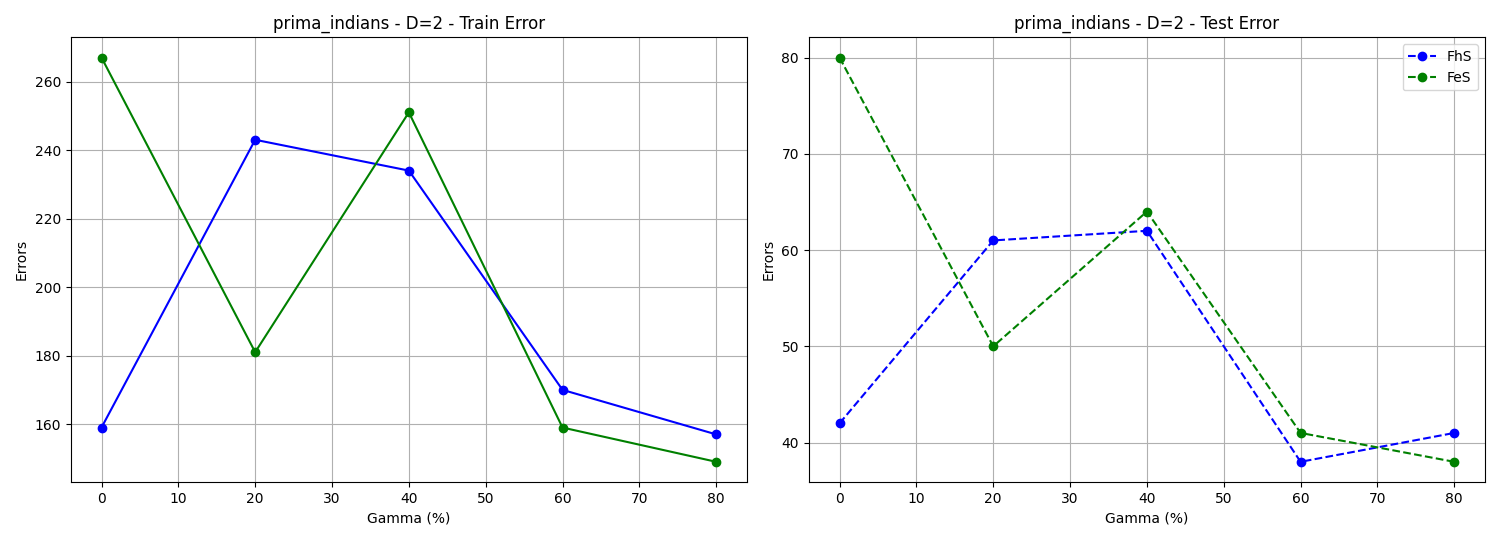 prima_indians - D=2 - Train Error
260
240
220
200
180
160
Errors
0 10 20 30 40 50 60 70 80
Gamma (%)
prima_indians - D=2 - Test Error
FhS
FeS
80
70
60
50
40
Errors
0 10 20 30 40 50 60 70 80
Gamma (%)